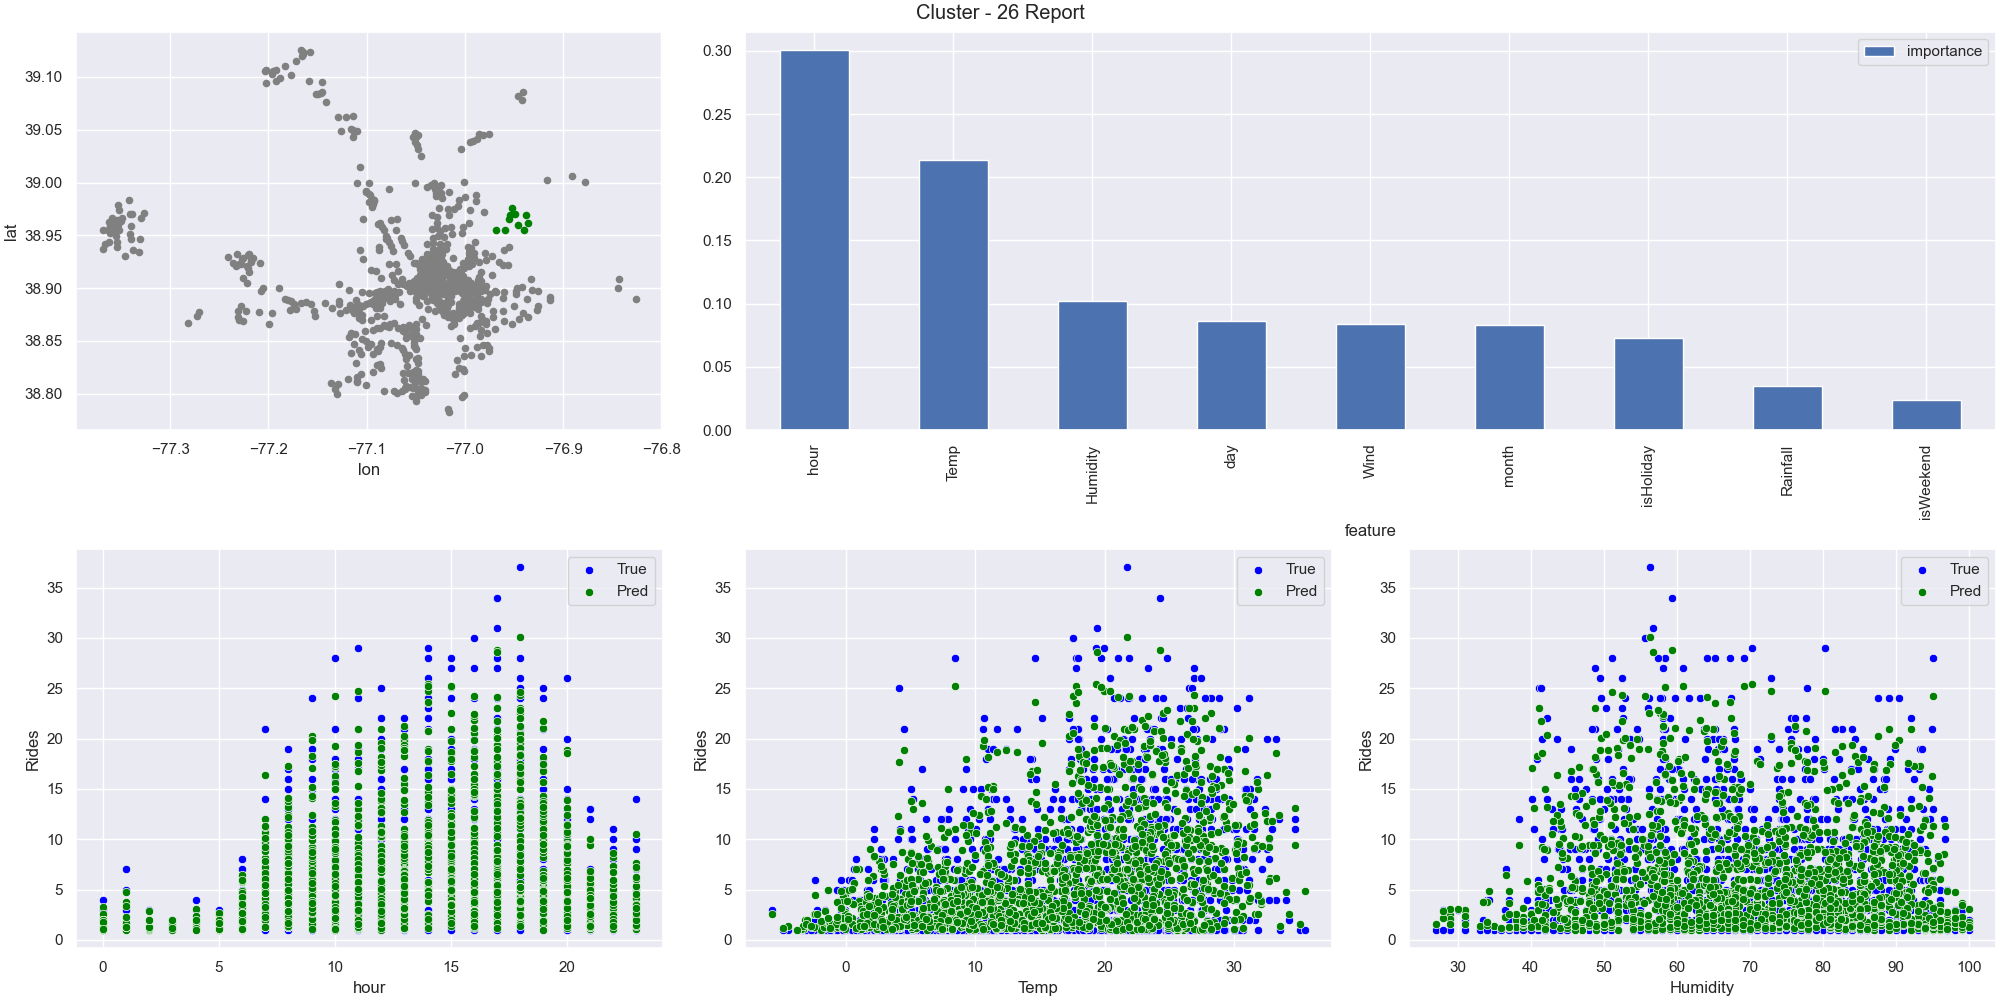 Cluster - 26 Report
39.10
39.05
39.00
38.95
38.90
38.85
38.80
lat
−77.3 −77.2 −77.1 −77.0 −76.9 −76.8
lon
importance
0.30
0.25
0.20
0.15
0.10
0.05
0.00
hour Temp Humidity day Wind month isHoliday Rainfall isWeekend
feature
True
Pred
35
30
25
20
15
10
5
0
Rides
0 5 10 15 20
hour
True
Pred
35
30
25
20
15
10
5
0
Rides
0 10 20 30
Temp
True
Pred
35
30
25
20
15
10
5
0
Rides
30 40 50 60 70 80 90 100
Humidity